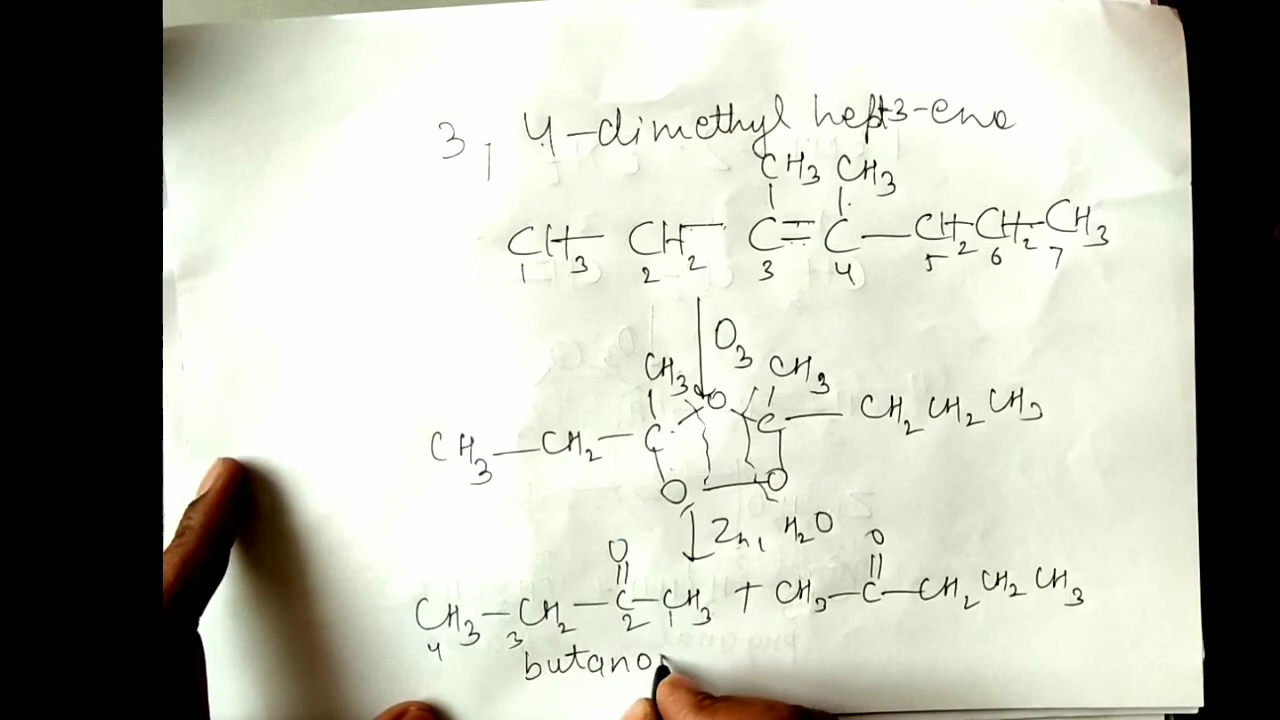 3, 4-dimethyl hept3-ene
CH3 CH3
CH3 — CH2 — C = C — CH2 CH2 CH3
1 2 3 4 5 6 7
O3
CH3 CH3
O
CH3 — CH2 — C C — CH2 CH2 CH3
O — O
Zn, H2O
O O
CH3 — CH2 — C — CH3 + CH3 — C — CH2 CH2 CH3
4 3 2 1
butano